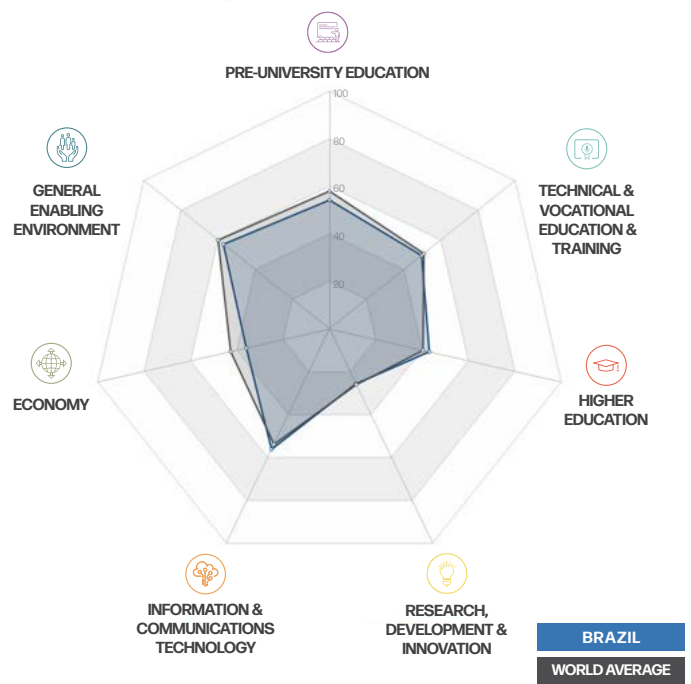 PRE-UNIVERSITY EDUCATION
100
80
60
40
20
GENERAL
ENABLING
ENVIRONMENT
TECHNICAL &
VOCATIONAL
EDUCATION &
TRAINING
ECONOMY
HIGHER
EDUCATION
INFORMATION &
COMMUNICATIONS
TECHNOLOGY
RESEARCH,
DEVELOPMENT &
INNOVATION
BRAZIL
WORLD AVERAGE